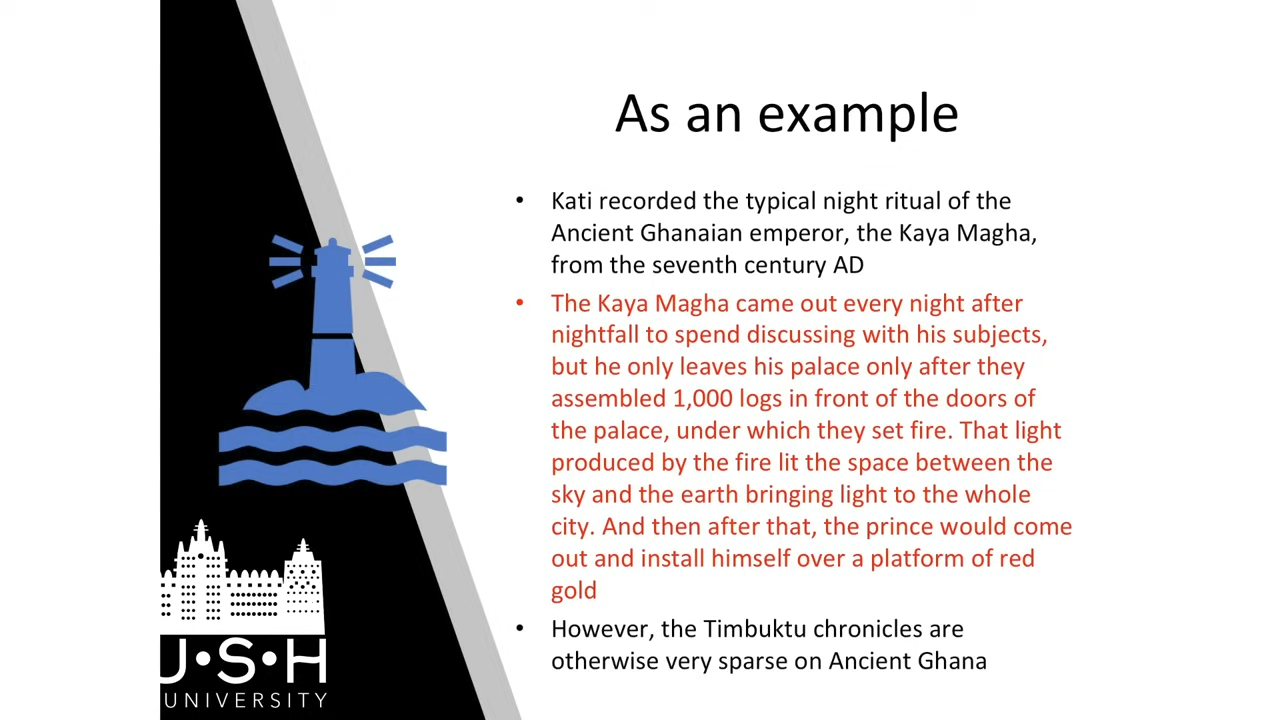 As an example
• Kati recorded the typical night ritual of the
Ancient Ghanaian emperor, the Kaya Magha,
from the seventh century AD
• The Kaya Magha came out every night after
nightfall to spend discussing with his subjects,
but he only leaves his palace only after they
assembled 1,000 logs in front of the doors of
the palace, under which they set fire. That light
produced by the fire lit the space between the
sky and the earth bringing light to the whole
city. And then after that, the prince would come
out and install himself over a platform of red
gold
• However, the Timbuktu chronicles are
otherwise very sparse on Ancient Ghana
J•S•H
UNIVERSITY